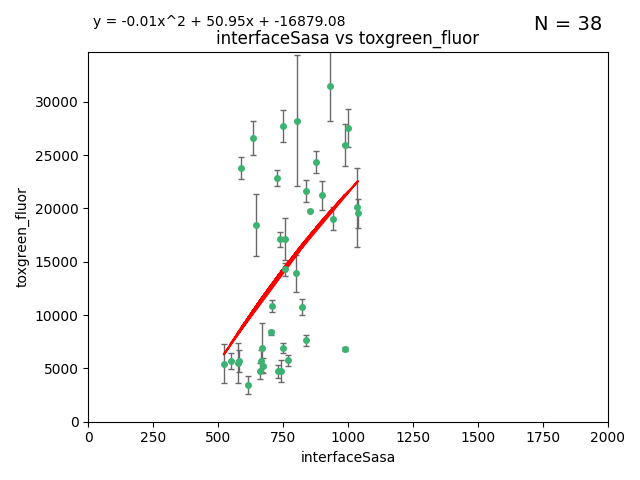 y = -0.01x^2 + 50.95x + -16879.08
N = 38
interfaceSasa vs toxgreen_fluor
toxgreen_fluor
30000
25000
20000
15000
10000
5000
0
0 250 500 750 1000 1250 1500 1750 2000
interfaceSasa